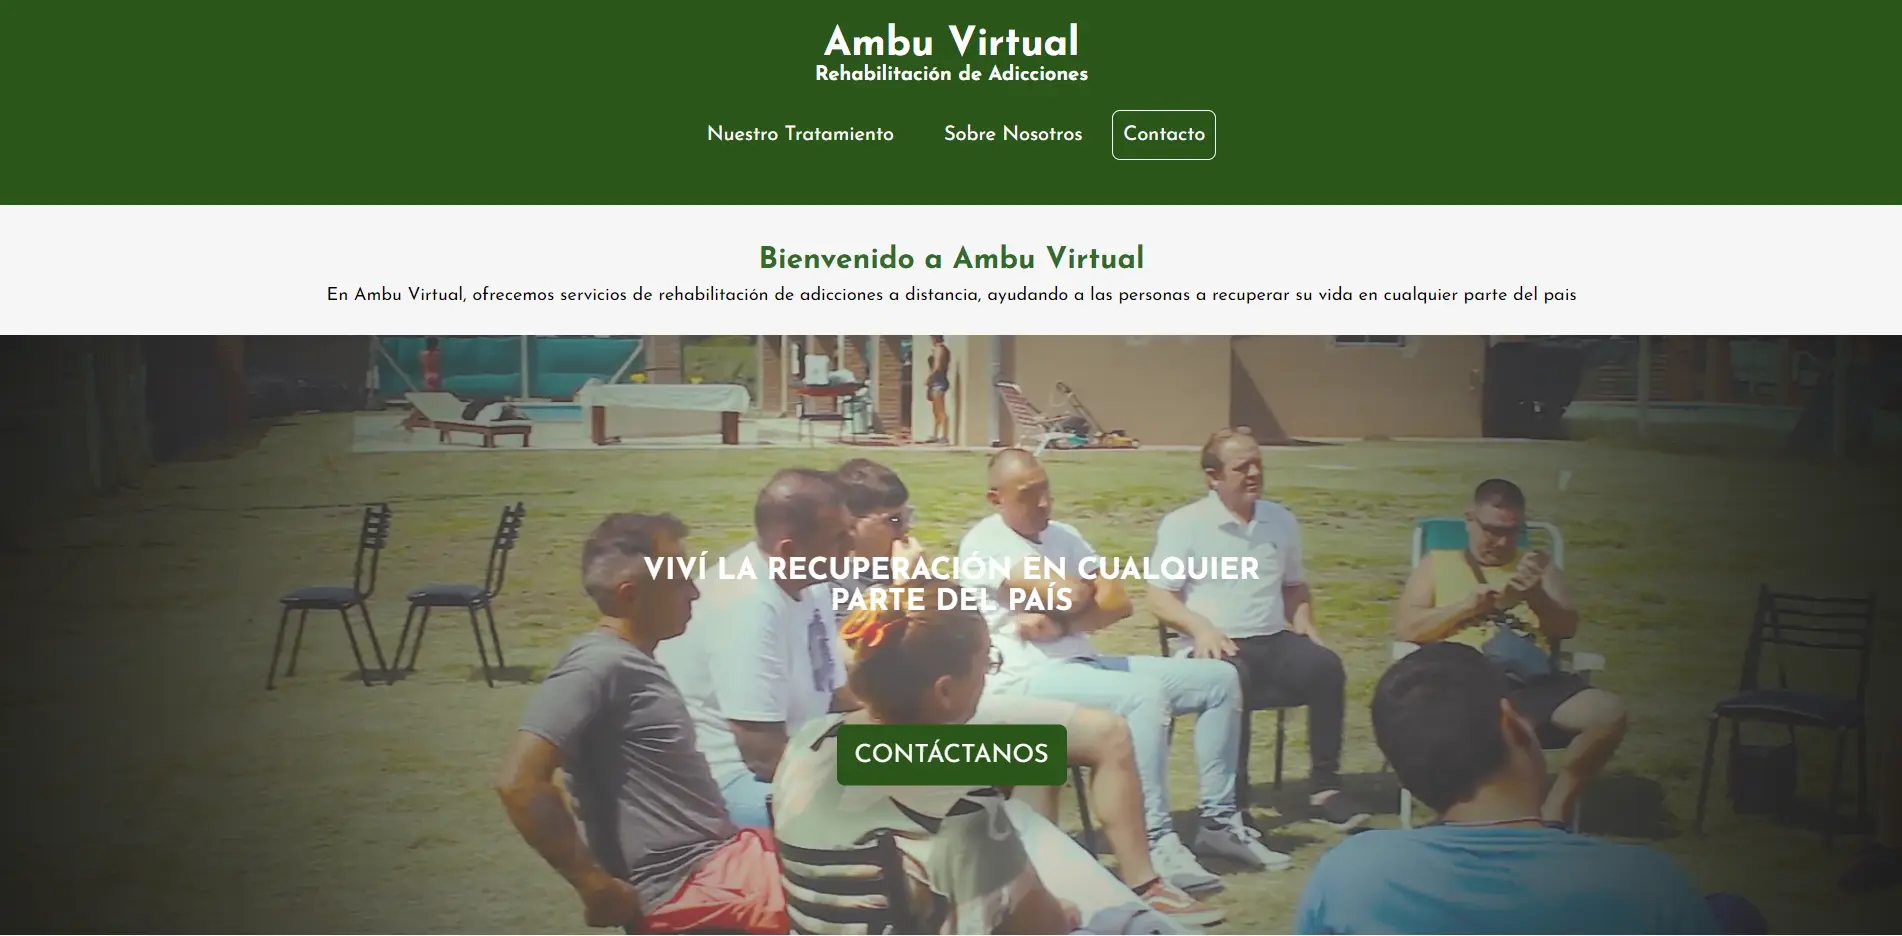 Ambu Virtual
Rehabilitación de Adicciones
Nuestro Tratamiento Sobre Nosotros Contacto
Bienvenido a Ambu Virtual
En Ambu Virtual, ofrecemos servicios de rehabilitación de adicciones a distancia, ayudando a las personas a recuperar su vida en cualquier parte del pais
VIVÍ LA RECUPERACIÓN EN CUALQUIER
PARTE DEL PAÍS
CONTÁCTANOS